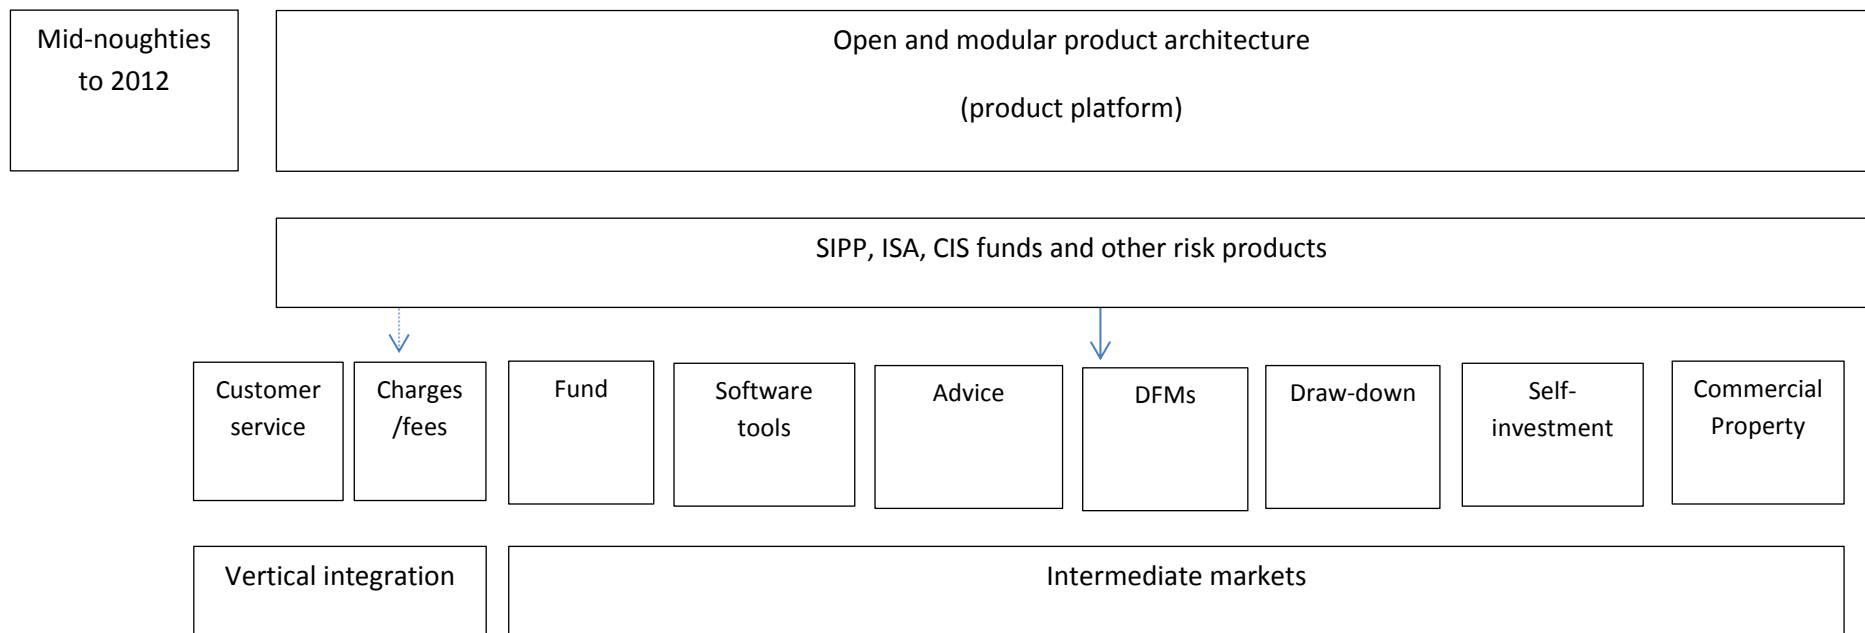 Mid-noughties
to 2012
Open and modular product architecture
(product platform)
SIPP, ISA, CIS funds and other risk products
Customer
service
Charges
/fees
Fund
Software
tools
Advice
DFMs
Draw-down
Self-
investment
Commercial
Property
Vertical integration
Intermediate markets